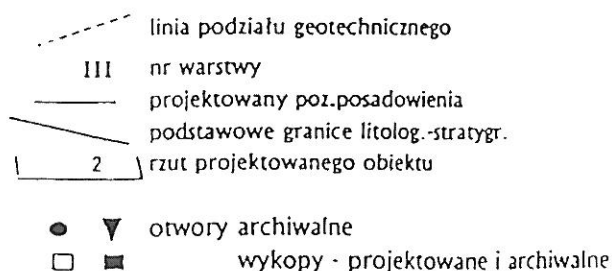 linia podziału geotechnicznego
III nr warstwy
projektowany poz.posadowienia
podstawowe granice litolog.-stratygr.
2 rzut projektowanego obiektu
otwory archiwalne
wykopy - projektowane i archiwalne